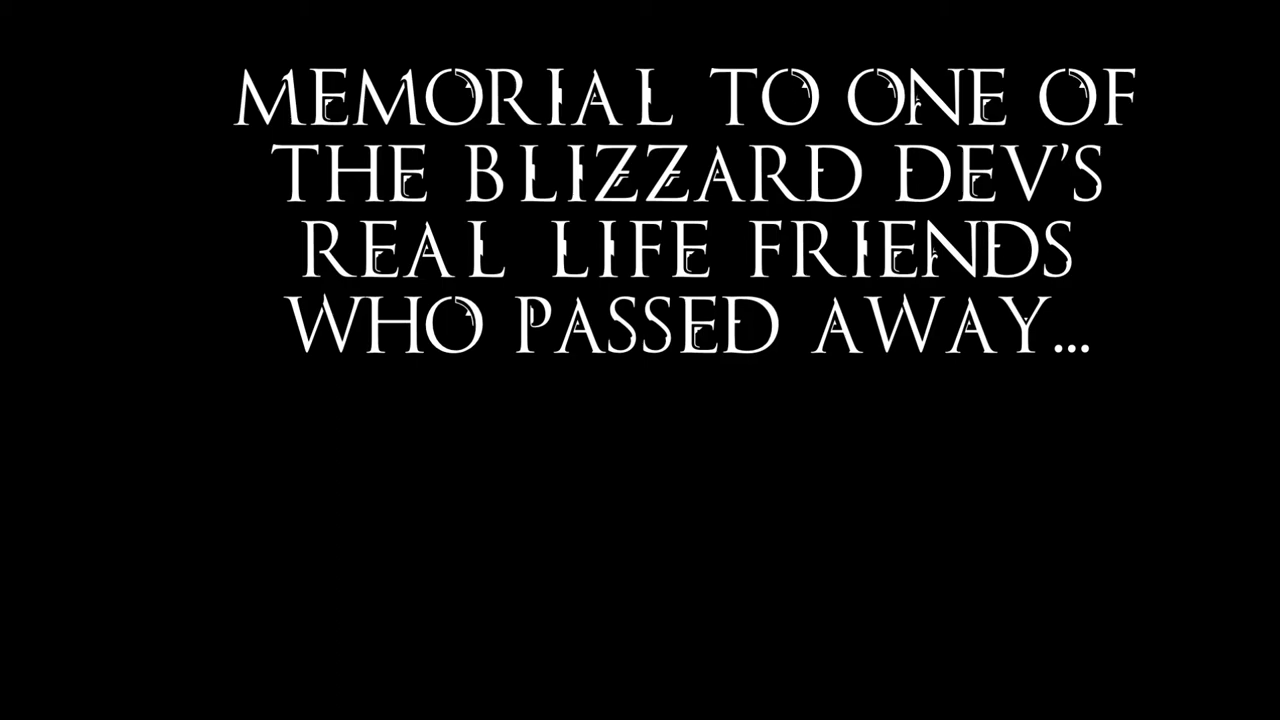 MEMORIAL TO ONE OF
THE BLIZZARD DEV'S
REAL LIFE FRIENDS
WHO PASSED AWAY...